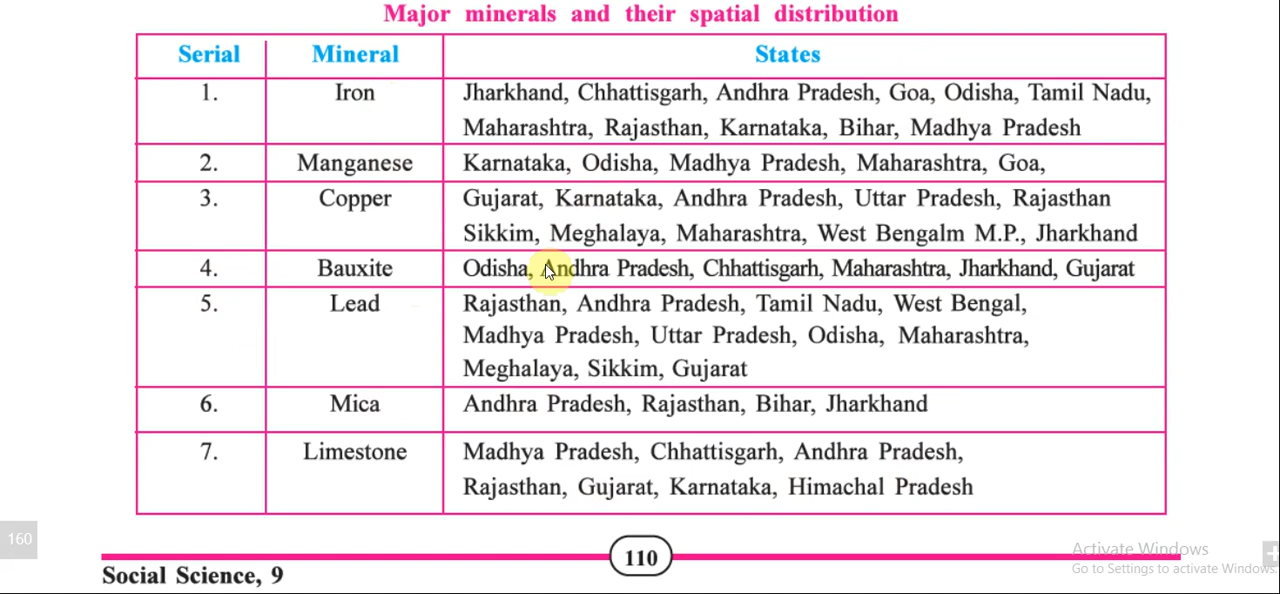 Major minerals and their spatial distribution
Serial Mineral States
1. Iron Jharkhand, Chhattisgarh, Andhra Pradesh, Goa, Odisha, Tamil Nadu,
Maharashtra, Rajasthan, Karnataka, Bihar, Madhya Pradesh
2. Manganese Karnataka, Odisha, Madhya Pradesh, Maharashtra, Goa,
3. Copper Gujarat, Karnataka, Andhra Pradesh, Uttar Pradesh, Rajasthan
Sikkim, Meghalaya, Maharashtra, West Bengalm M.P., Jharkhand
4. Bauxite Odisha, Andhra Pradesh, Chhattisgarh, Maharashtra, Jharkhand, Gujarat
5. Lead Rajasthan, Andhra Pradesh, Tamil Nadu, West Bengal,
Madhya Pradesh, Uttar Pradesh, Odisha, Maharashtra,
Meghalaya, Sikkim, Gujarat
6. Mica Andhra Pradesh, Rajasthan, Bihar, Jharkhand
7. Limestone Madhya Pradesh, Chhattisgarh, Andhra Pradesh,
Rajasthan, Gujarat, Karnataka, Himachal Pradesh
160
110
Activate Windows
Go to Settings to activate Windows.
Social Science, 9